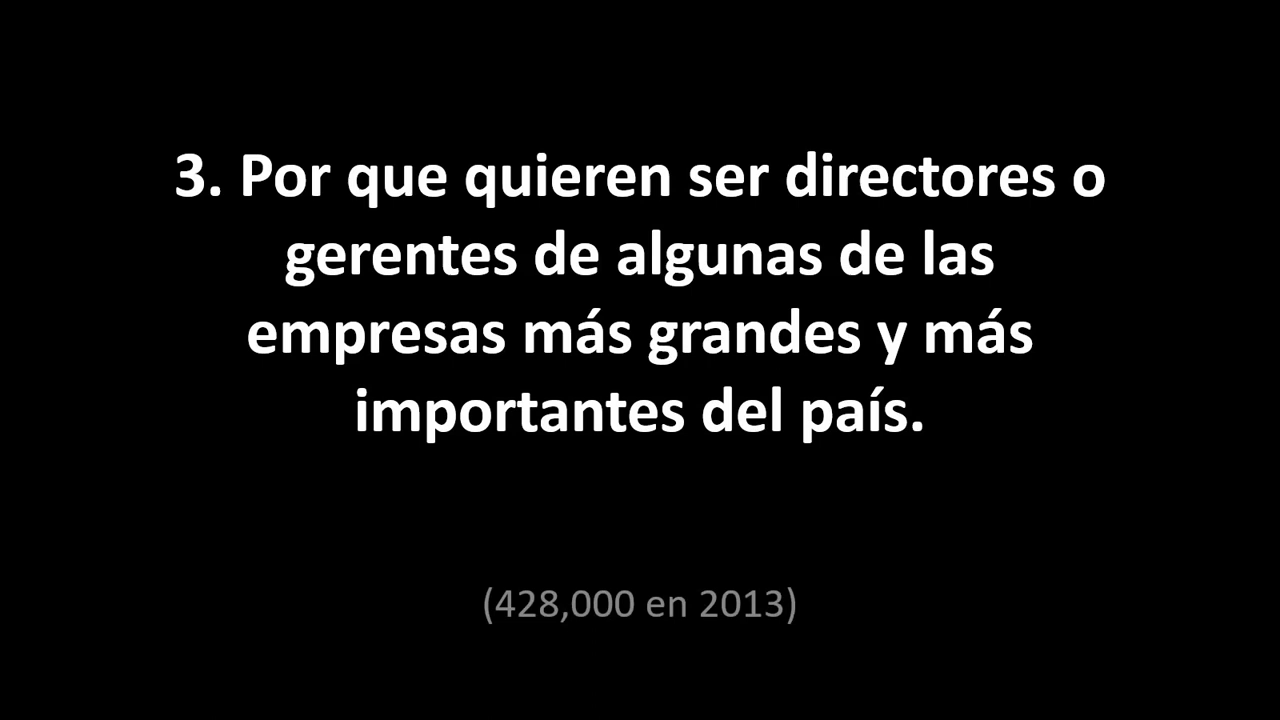 3. Por que quieren ser directores o
gerentes de algunas de las
empresas más grandes y más
importantes del país.
(428,000 en 2013)